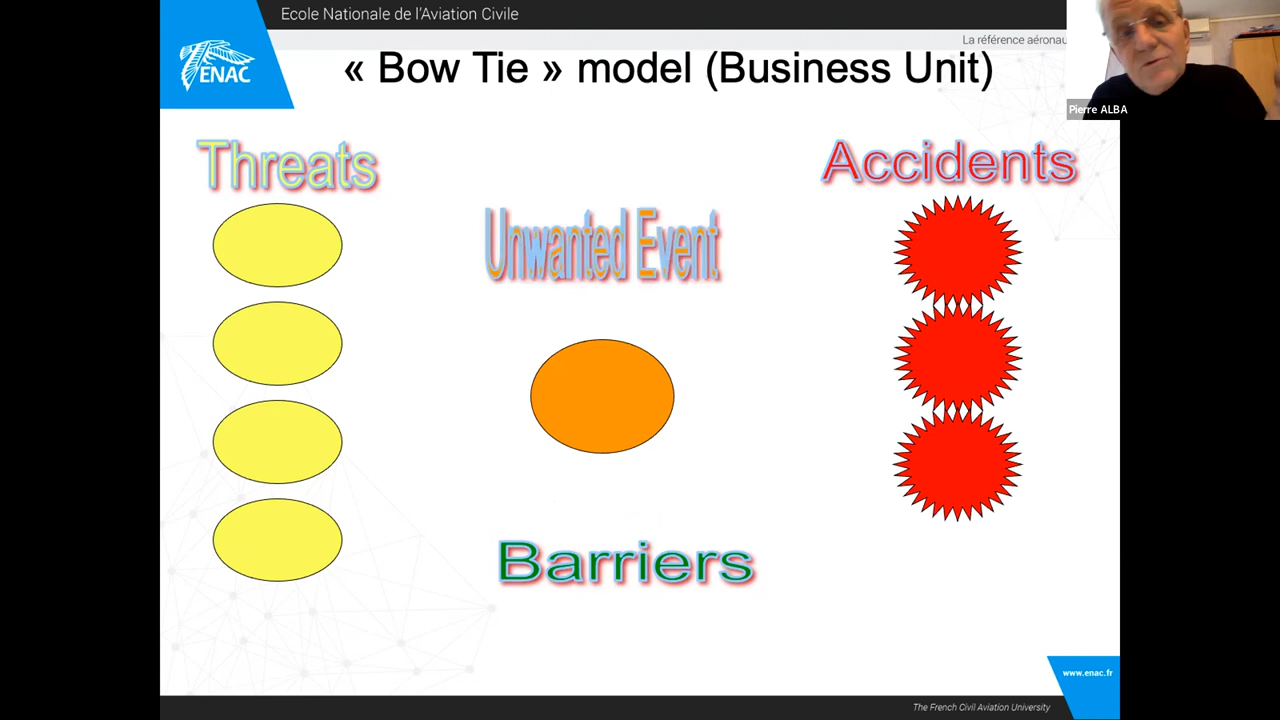 Ecole Nationale de l'Aviation Civile
La référence aéronau
ENAC
« Bow Tie » model (Business Unit)
Pierre ALBA
Threats
Accidents
Unwanted Event
Barriers
www.enac.fr
The French Civil Aviation University